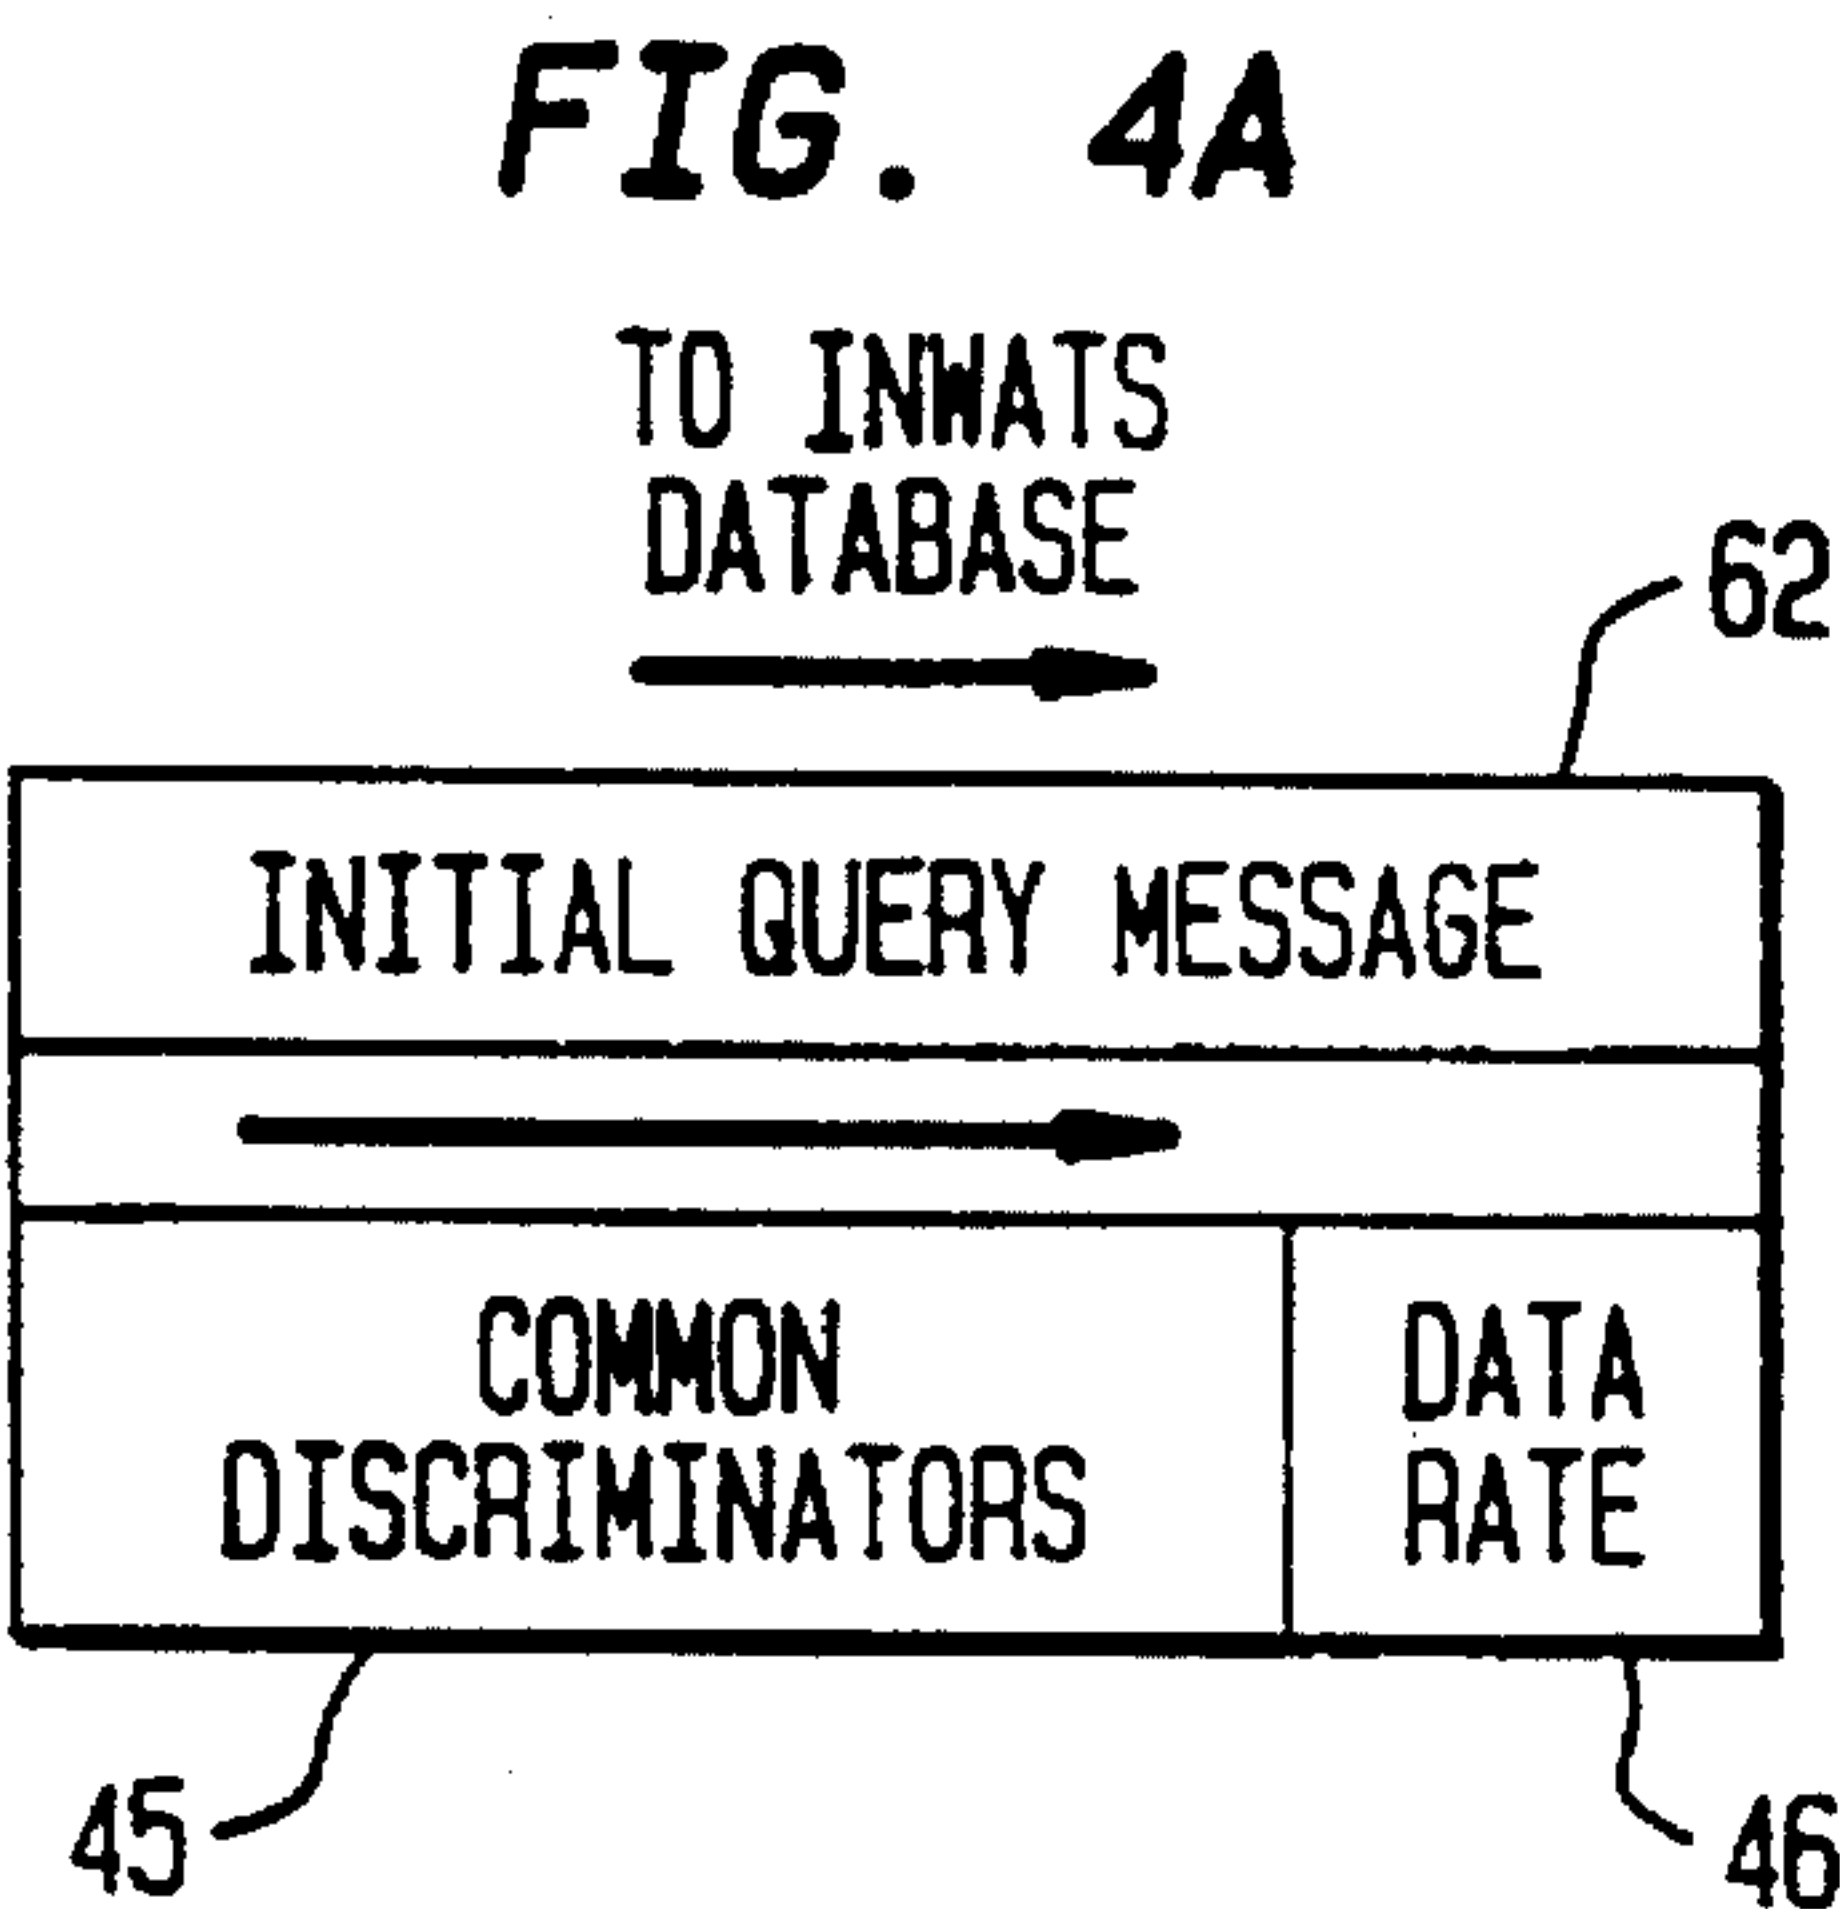 FIG. 4A
TO INWATS
DATABASE
62
INITIAL QUERY MESSAGE
COMMON
DISCRIMINATORS
DATA
RATE
45
46